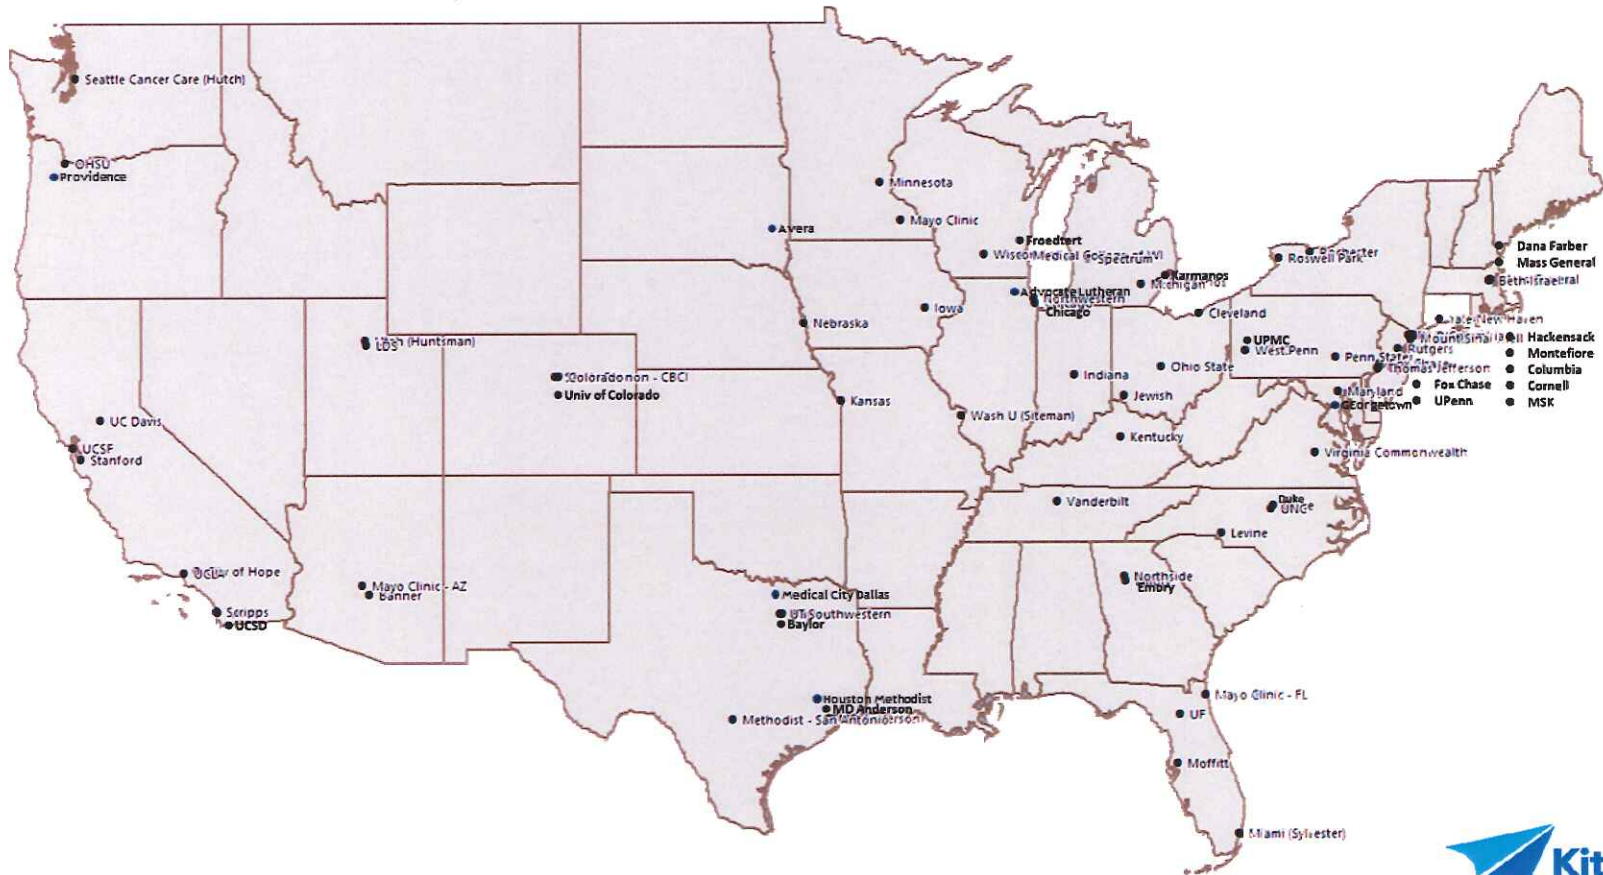 Seattle Cancer Care (Hutch)
OHSU
Providence
Minnesota
Mayo Clinic
Avera
Froedtert
Spectrum
Karmanos
Rochester
Roswell Park
Dana Farber
Mass General
Advocate Lutheran
Northwestern
Chicago
Iowa
Nebraska
Cleveland
(Huntsman)
LDS
UPMC
West Penn
Penn State
Rutgers
Thomas Jefferson
Hackensack
Montefiore
Columbia
Cornell
MSK
Fox Chase
UPenn
Maryland
Georgetown
- CBCI
Univ of Colorado
Kansas
Indiana
Ohio State
Jewish
Wash U (Siteman)
Kentucky
Virginia Commonwealth
UC Davis
UCSF
Stanford
Vanderbilt
Duke
UNC
Levine
of Hope
Scripps
UCSD
Mayo Clinic - AZ
Banner
Medical City Dallas
Southwestern
Baylor
Northside
Emory
Houston Methodist
MD Anderson
Methodist - San Antonio
Mayo Clinic - FL
UF
Moffitt
Miami (Sylvester)
Kit